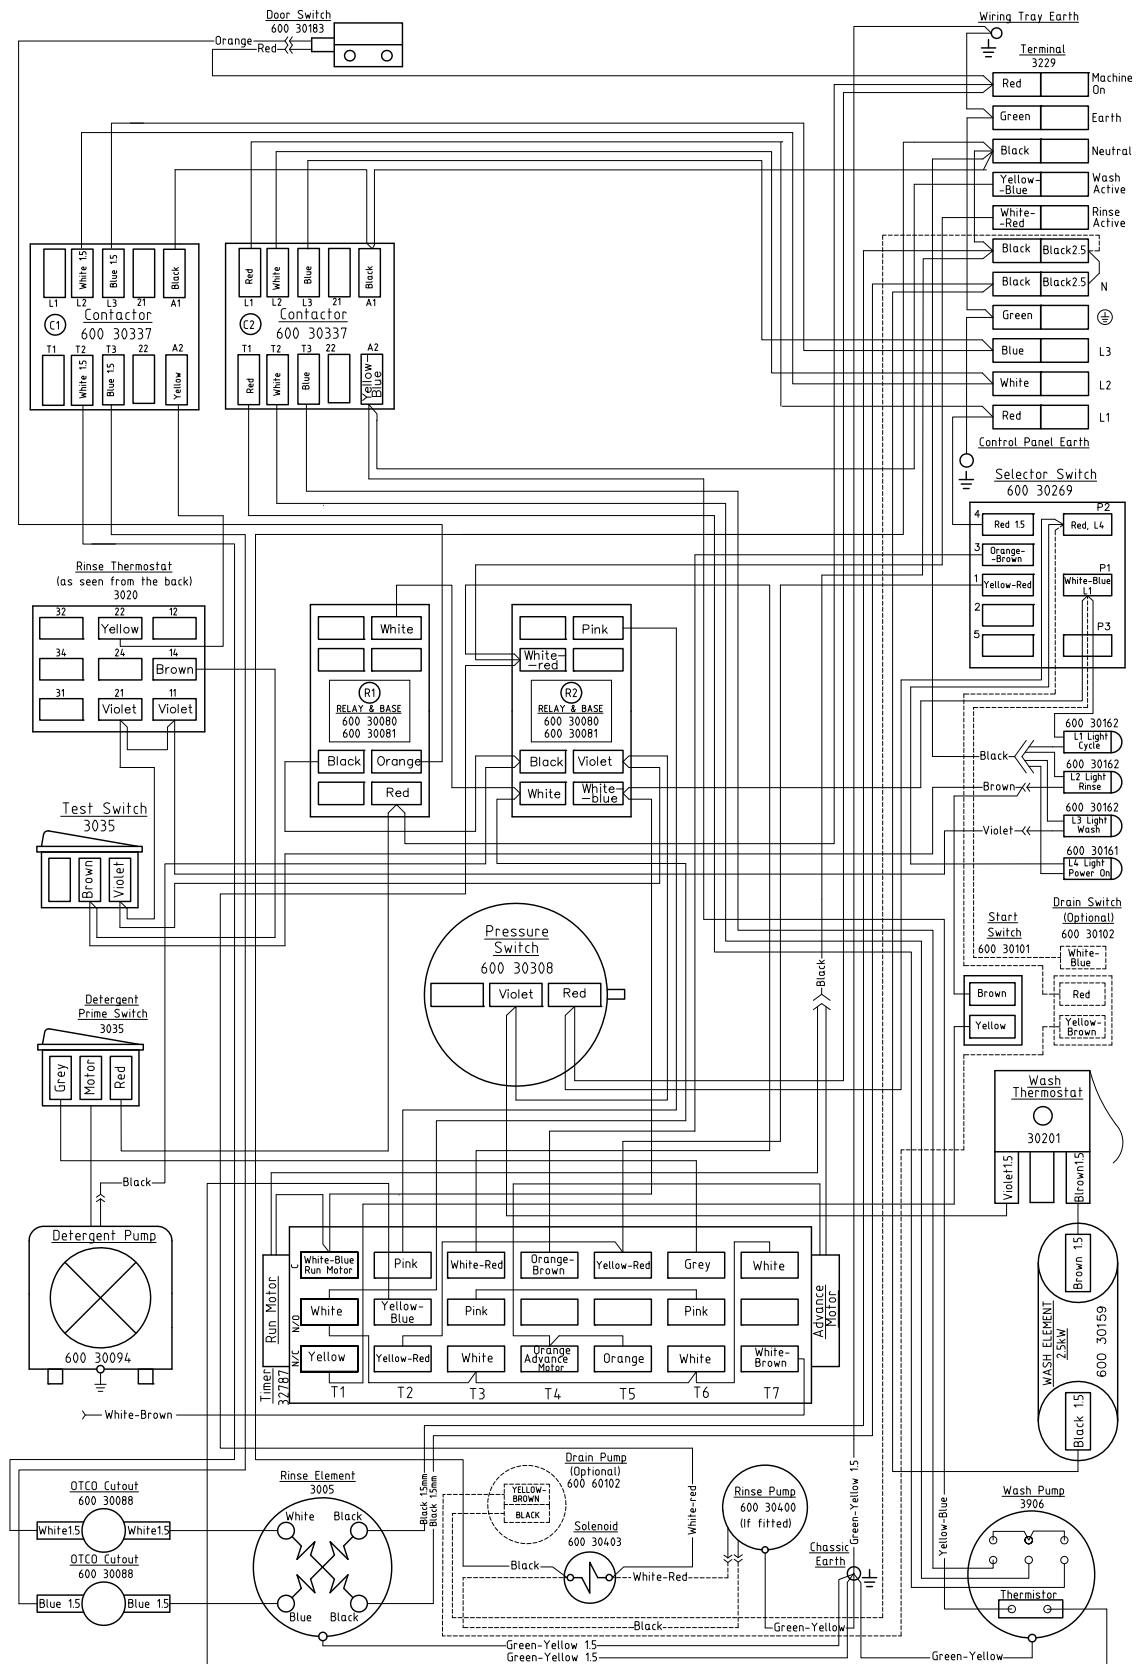 Door Switch
600 30183
Orange
Red
Wiring Tray Earth
Terminal
3229
Red
Machine
On
Green
Earth
Black
Neutral
Yellow-
-Blue
Wash
Active
White-
-Red
Rinse
Active
Black
Black2.5
Black
Black2.5
N
Green
Blue
L3
White
L2
Red
L1
Control Panel Earth
White 1.5
Blue 1.5
Black
L1
L2
L3
21
A1
C1
Contactor
600 30337
T1
T2
T3
22
A2
White 1.5
Blue 1.5
Yellow
Red
White
Blue
Black
L1
L2
L3
21
A1
C2
Contactor
600 30337
T1
T2
T3
22
A2
Red
White
Blue
Yellow-
Blue
Selector Switch
600 30269
4
Red 1.5
P2
Red, L4
3
Orange-
-Brown
1
Yellow-Red
P1
White-Blue
L1
2
5
P3
Rinse Thermostat
(as seen from the back)
3020
32
22
12
Yellow
34
24
14
Brown
31
21
11
Violet
Violet
White
R1
RELAY & BASE
600 30080
600 30081
Black
Orange
Red
Pink
White-
-red
R2
RELAY & BASE
600 30080
600 30081
Black
Violet
White
White-
-blue
600 30162
L1 Light
Cycle
Black
600 30162
L2 Light
Rinse
Brown
600 30162
L3 Light
Wash
Violet
600 30161
L4 Light
Power On
Test Switch
3035
Brown
Violet
Drain Switch
(Optional)
600 30102
White-
Blue
Red
Yellow-
Brown
Start
Switch
600 30101
Brown
Yellow
Pressure
Switch
600 30308
Violet
Red
Black
Detergent
Prime Switch
3035
Grey
Motor
Red
Wash
Thermostat
30201
Violet1.5
Blrown1.5
Black
Detergent Pump
600 30094
White-Brown
Run Motor
Timer
32787
C
N/O
N/C
White-Blue
Run Motor
Pink
White-Red
Orange-
Brown
Yellow-Red
Grey
White
White
Yellow-
Blue
Pink
Pink
Yellow
Yellow-Red
White
Orange
Advance
Motor
Orange
White
White-
Brown
T1
T2
T3
T4
T5
T6
T7
Advance
Motor
Brown 1.5
WASH ELEMENT
2.5kW
600 30159
Black 1.5
OTCO Cutout
600 30088
White1.5
White1.5
OTCO Cutout
600 30088
Blue 1.5
Blue 1.5
Rinse Element
3005
White
Black
Blue
Black
Black 1.5mm
Black 1.5mm
Drain Pump
(Optional)
600 60102
YELLOW-
BROWN
BLACK
Solenoid
600 30403
Black
White-Red
White-red
Rinse Pump
600 30400
(If fitted)
Green-Yellow 1.5
Chassic
Earth
Yellow-Blue
Wash Pump
3906
Thermistor
Black
Green-Yellow
Green-Yellow 1.5
Green-Yellow 1.5
Green-Yellow